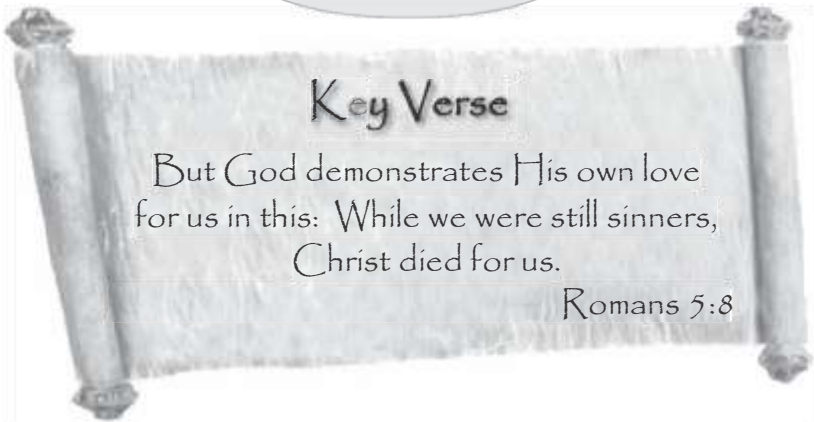 Key Verse
But God demonstrates His own love
for us in this: While we were still sinners,
Christ died for us.
Romans 5:8